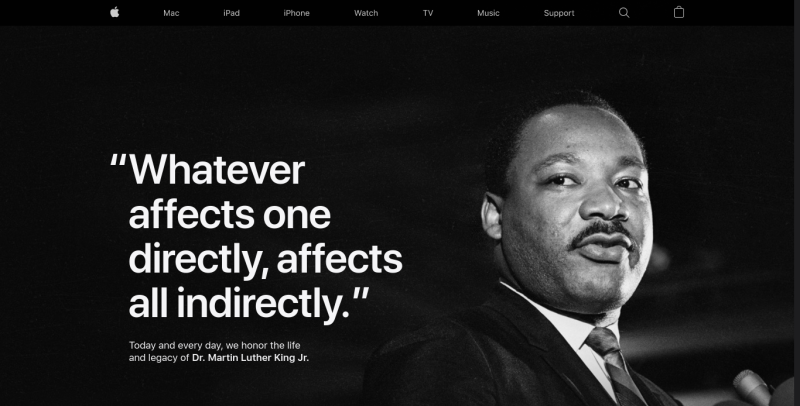 Mac iPad iPhone Watch TV Music Support
“Whatever
affects one
directly, affects
all indirectly.”
Today and every day, we honor the life
and legacy of Dr. Martin Luther King Jr.